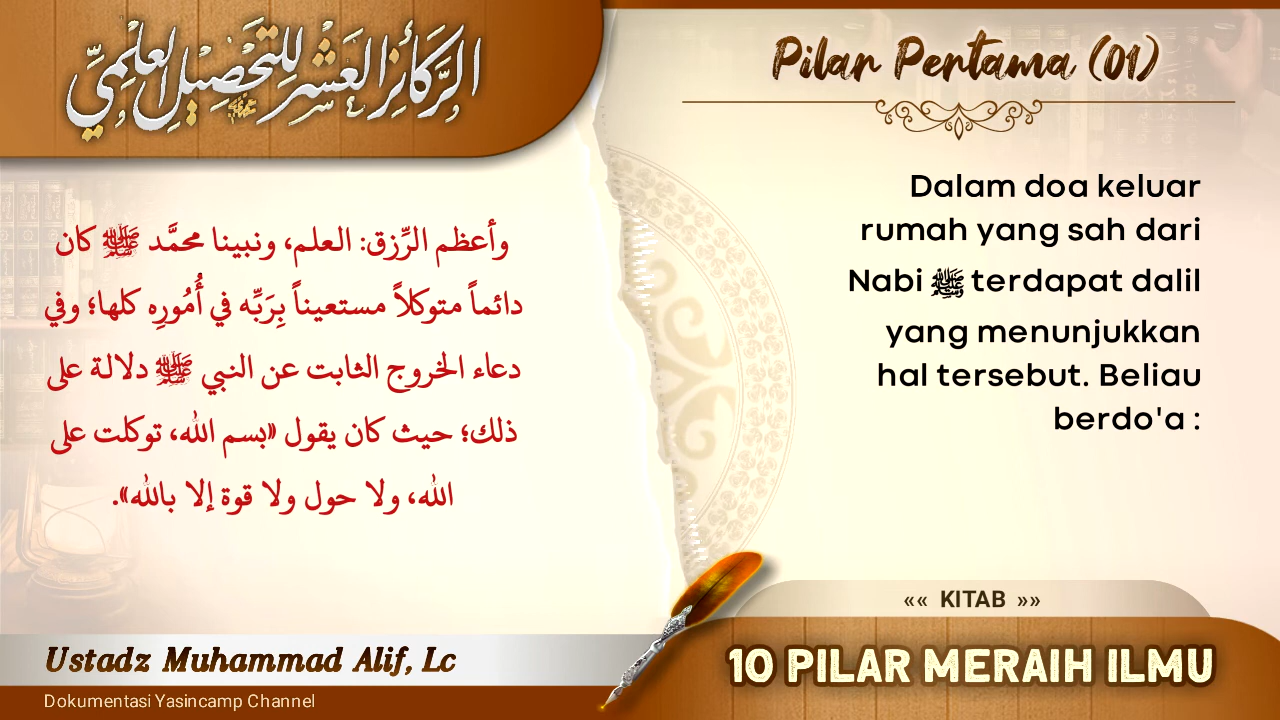 الركائز العشر للتحصيل العلمي
Pilar Pertama (01)
وأعظم الرِّزق: العلم، ونبينا محمَّد ﷺ كان
دائماً متوكلاً مستعيناً بِرَبِّه في أُمُورِه كلها؛ وفي
دعاء الخروج الثابت عن النبي ﷺ دلالة على
ذلك؛ حيث كان يقول «بسم الله، توكلت على
الله، ولا حول ولا قوة إلا بالله».
Dalam doa keluar
rumah yang sah dari
Nabi ﷺ terdapat dalil
yang menunjukkan
hal tersebut. Beliau
berdo'a :
«« KITAB »»
10 PILAR MERAIH ILMU
Ustadz Muhammad Alif, Lc
Dokumentasi Yasincamp Channel